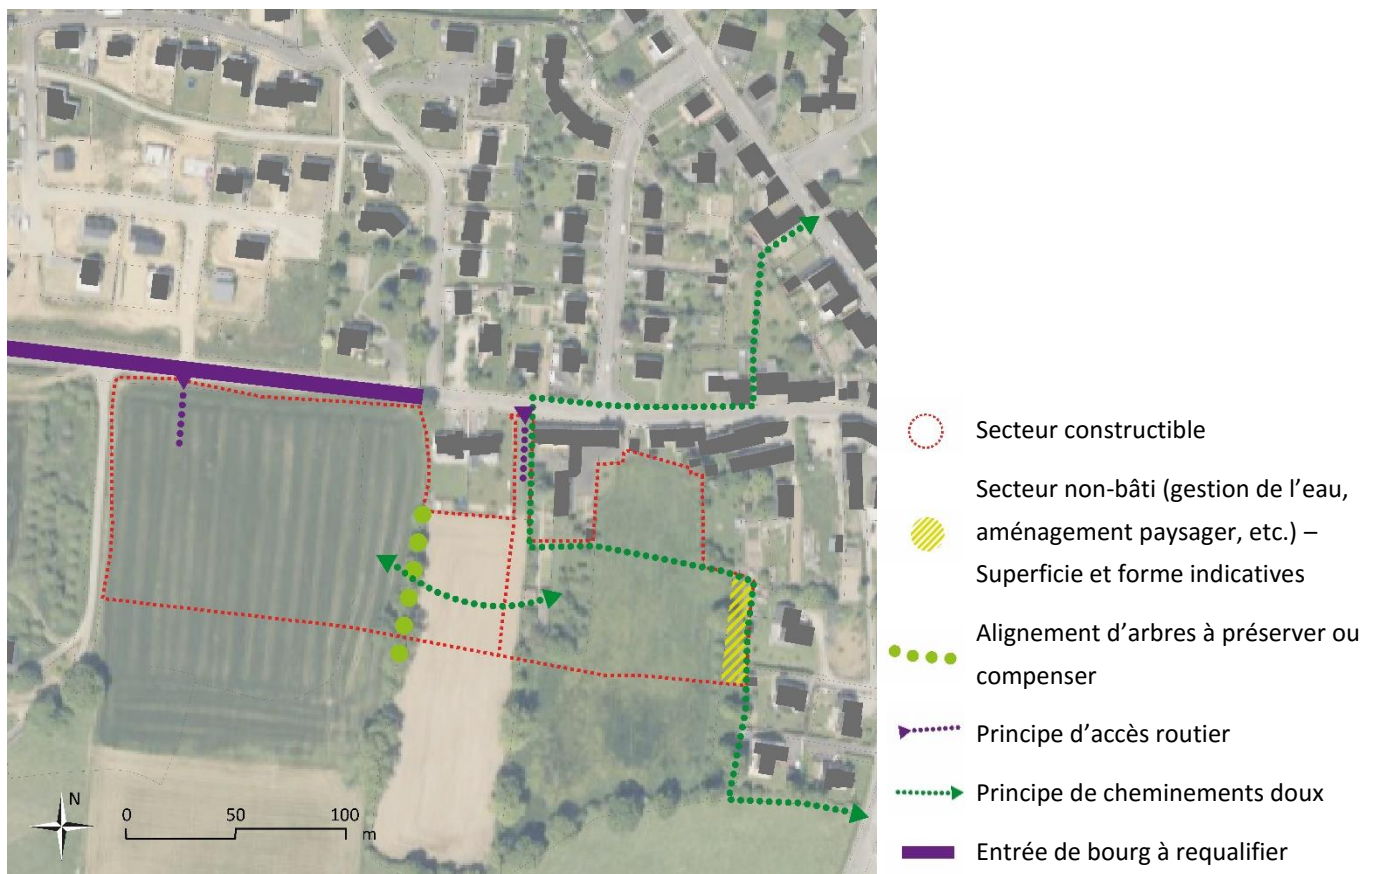 Secteur constructible
Secteur non-bâti (gestion de l’eau,
aménagement paysager, etc.) –
Superficie et forme indicatives
Alignement d’arbres à préserver ou
compenser
Principe d’accès routier
Principe de cheminements doux
Entrée de bourg à requalifier
N
0 50 100
m